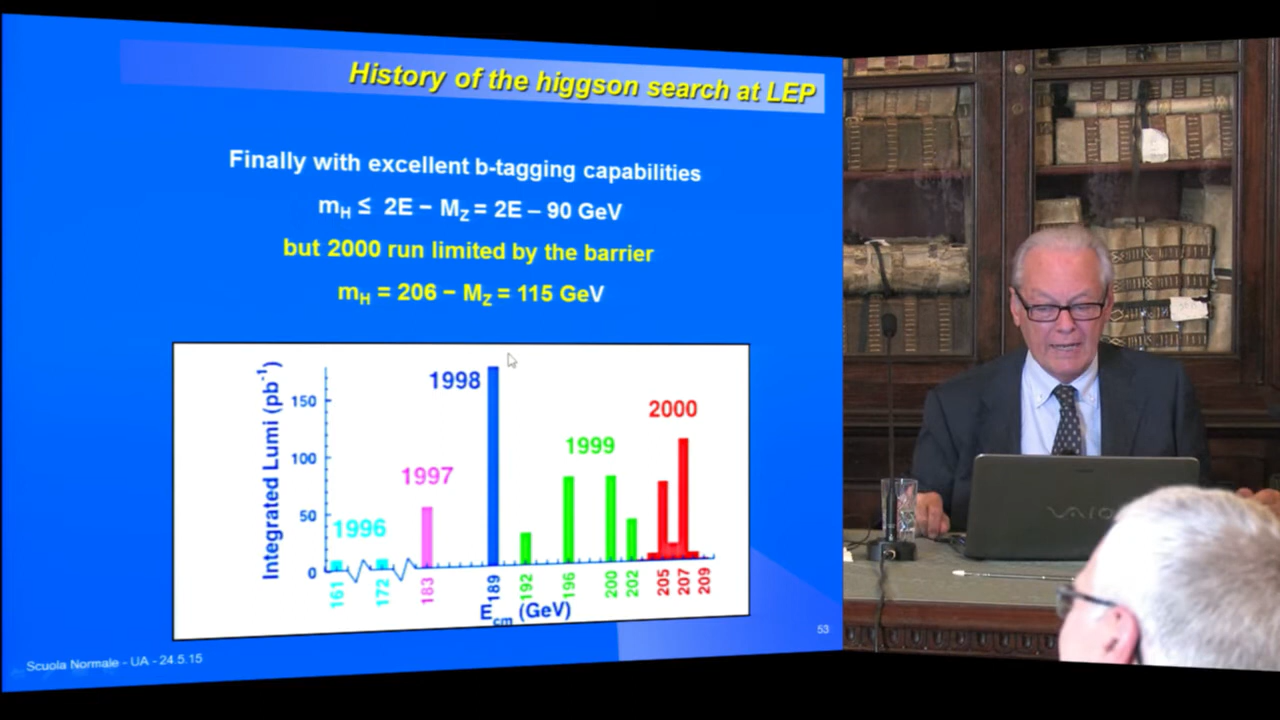 History of the higgson search at LEP
Finally with excellent b-tagging capabilities
mH ≤ 2E − MZ = 2E – 90 GeV
but 2000 run limited by the barrier
mH = 206 − MZ = 115 GeV
Integrated Lumi (pb-1)
150
100
50
0
1996
1997
1998
1999
2000
161
172
183
189
192
196
200
202
205
207
209
Ecm (GeV)
53
Scuola Normale - UA - 24.5.15
VAIO